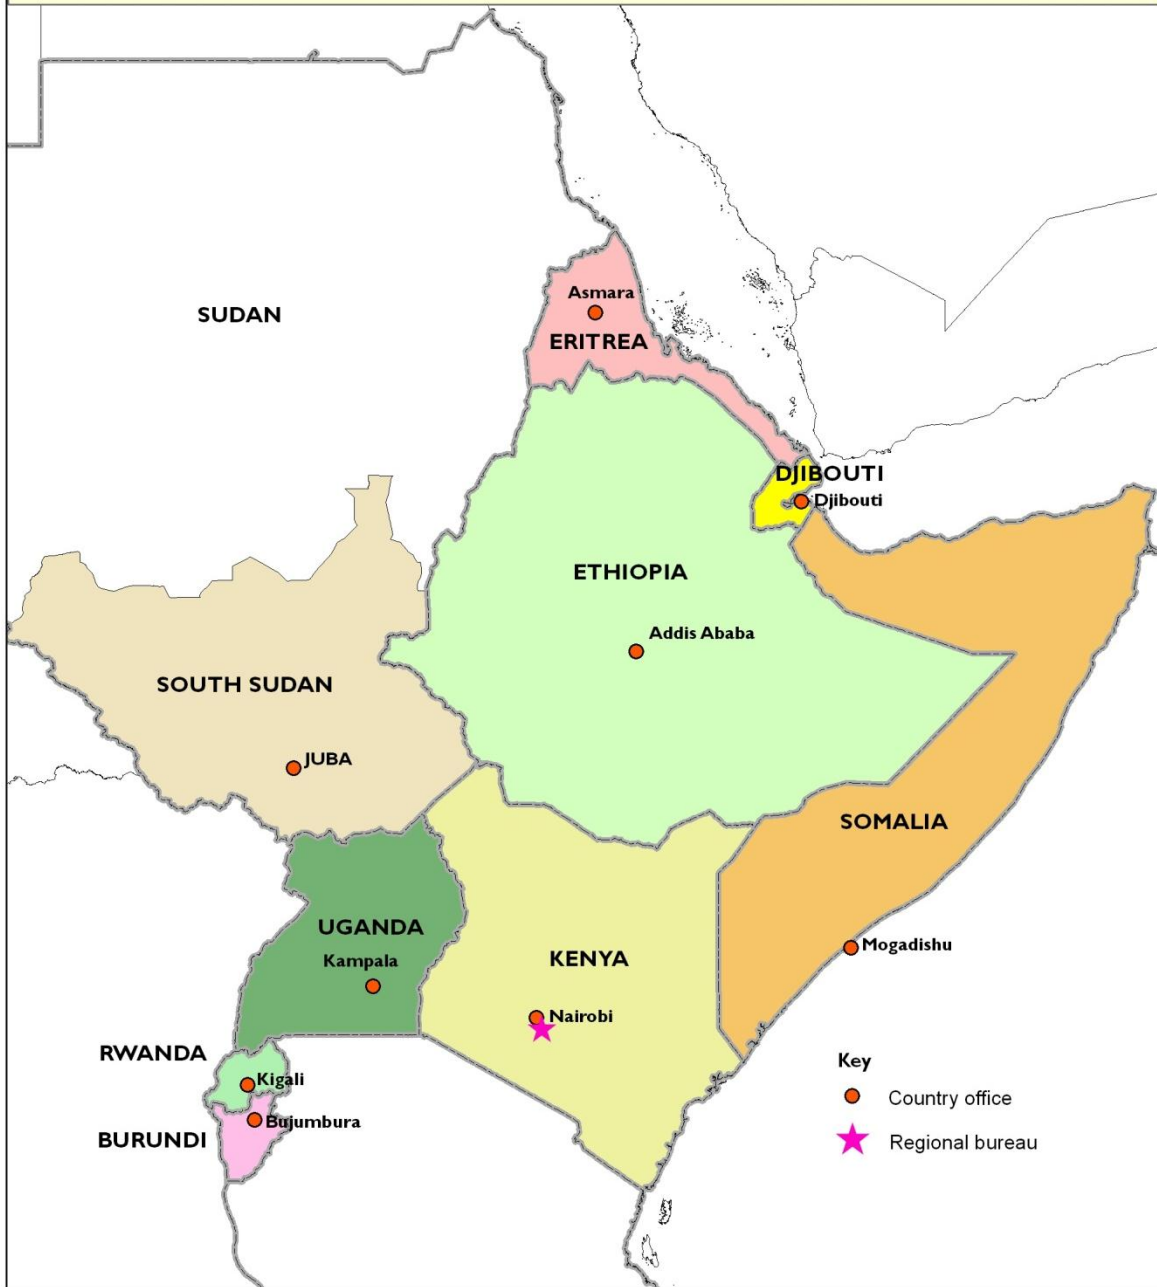 SUDAN
Asmara
ERITREA
DJIBOUTI
Djibouti
ETHIOPIA
Addis Ababa
SOUTH SUDAN
JUBA
SOMALIA
UGANDA
Kampala
KENYA
Mogadishu
Nairobi
RWANDA
Kigali
BURUNDI
Bujumbura
Key
Country office
Regional bureau